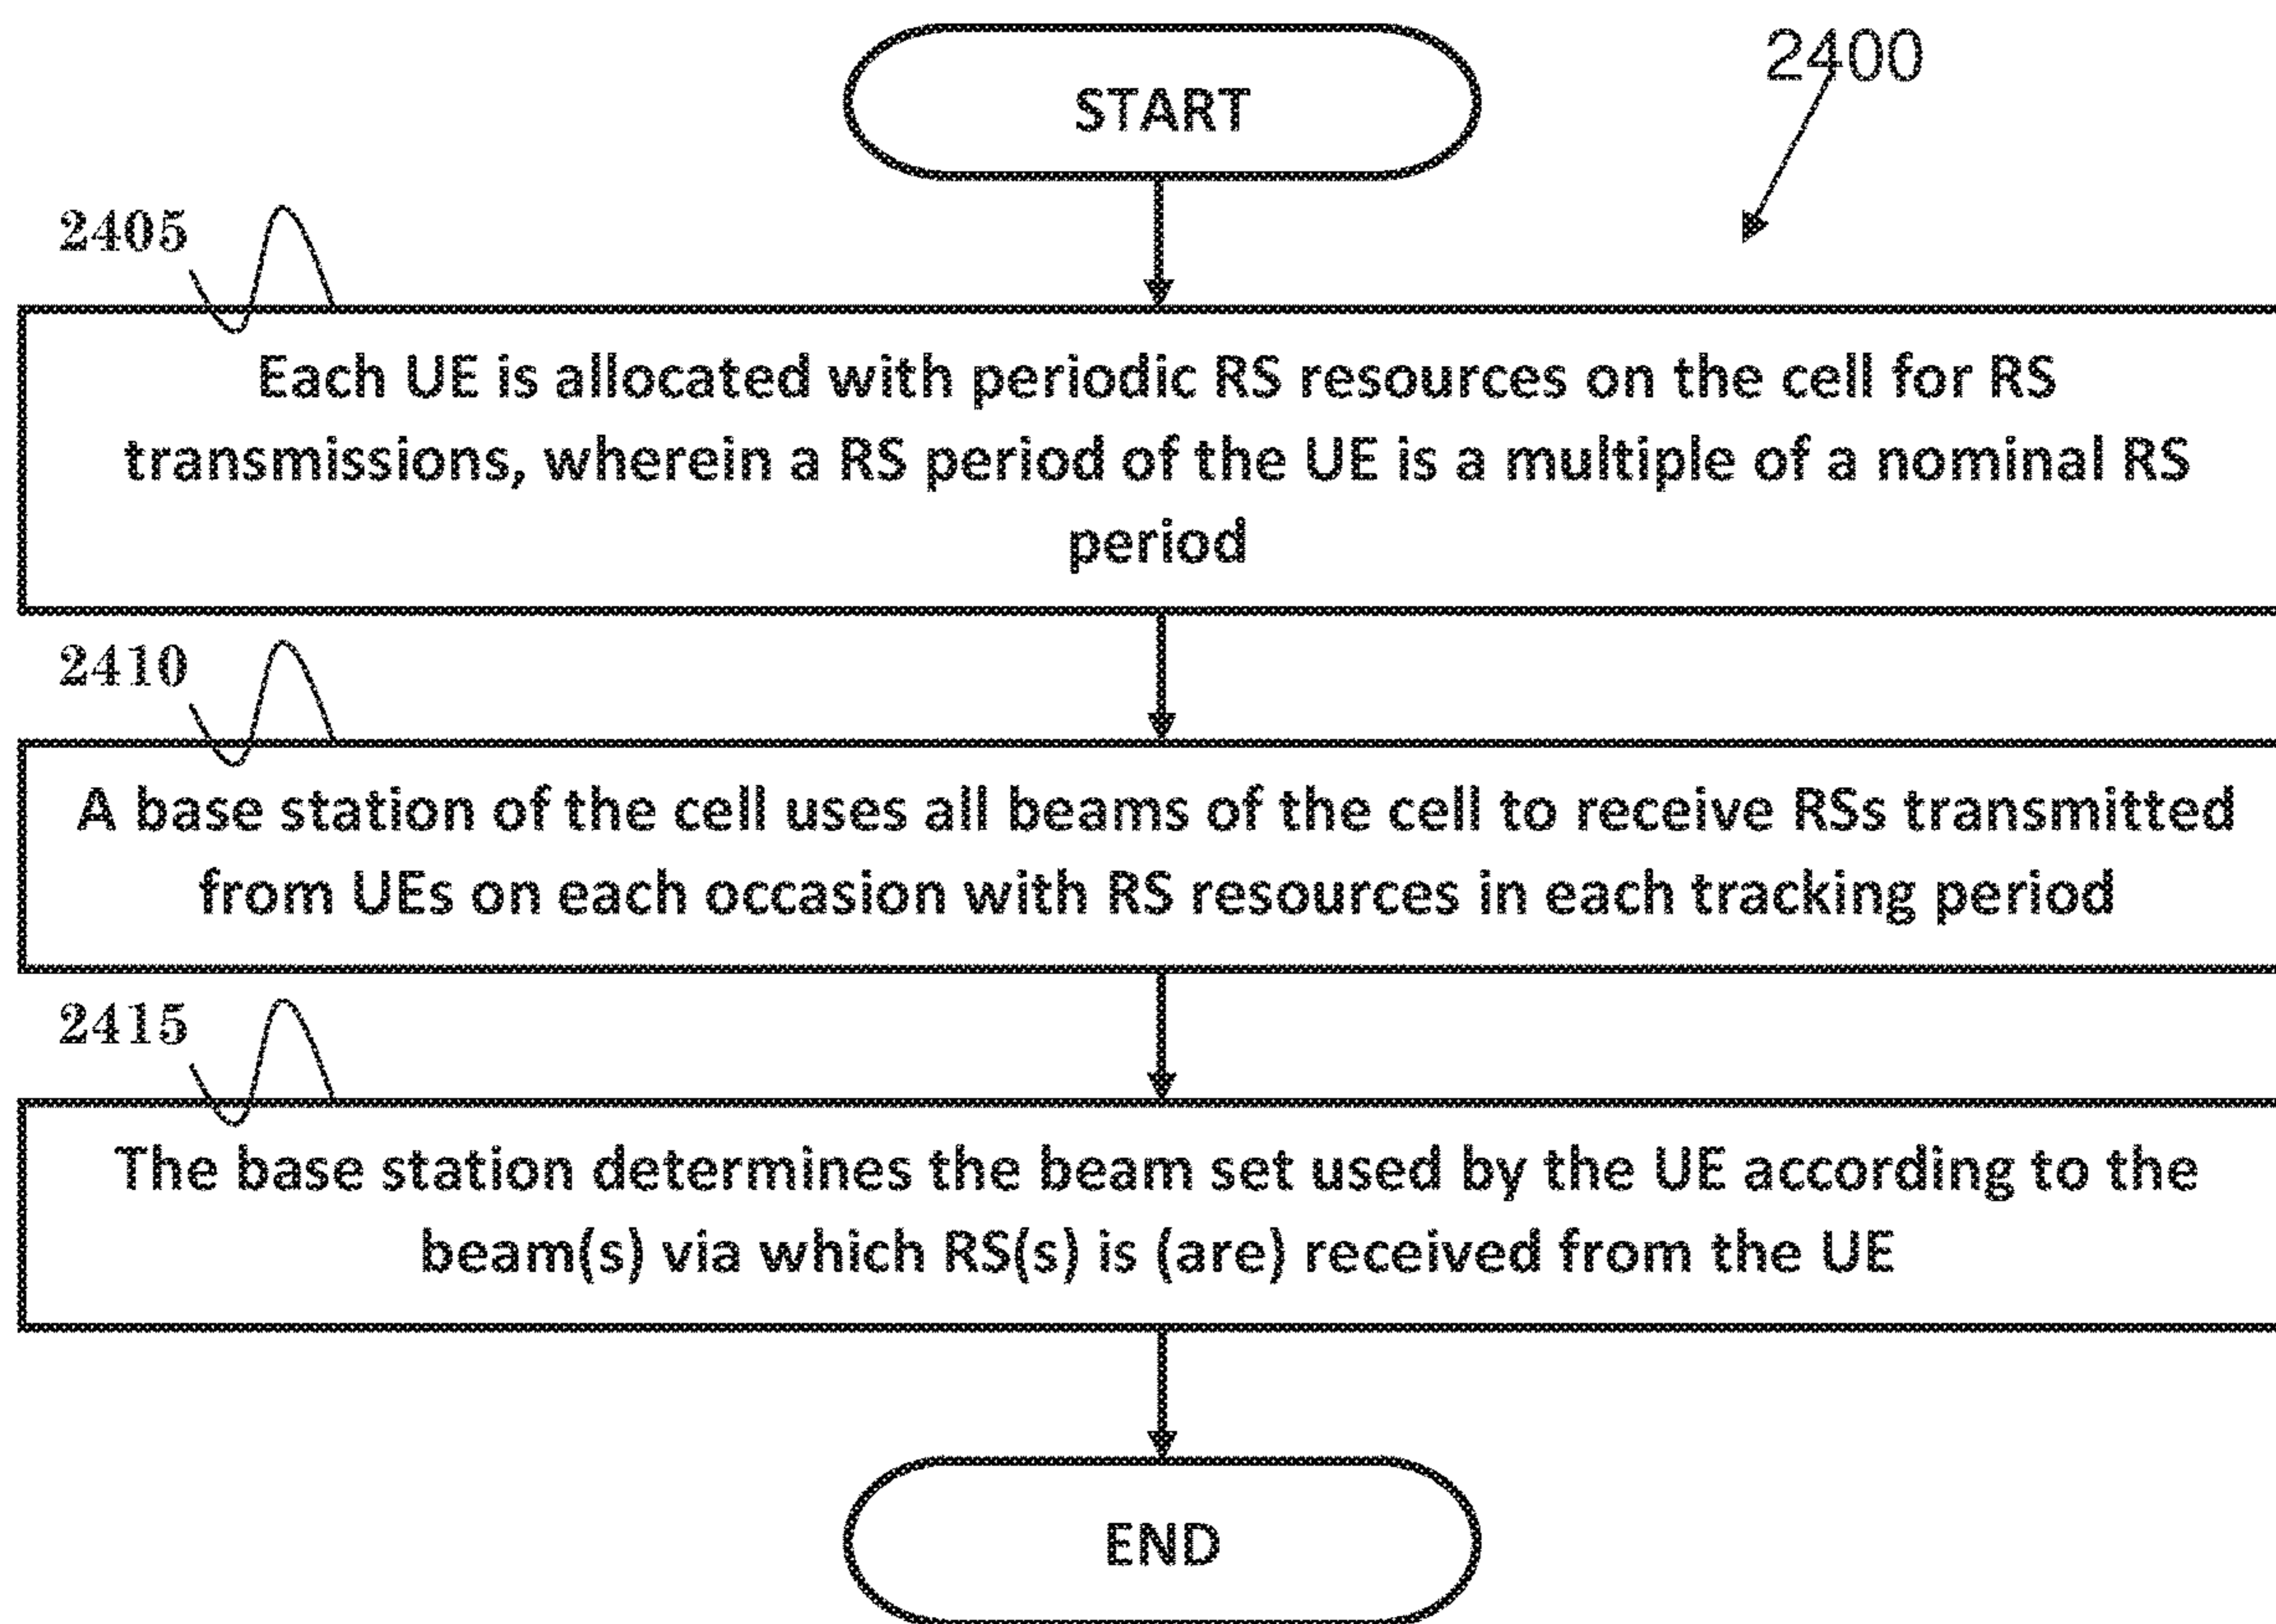 START
2400
2405
Each UE is allocated with periodic RS resources on the cell for RS
transmissions, wherein a RS period of the UE is a multiple of a nominal RS
period
2410
A base station of the cell uses all beams of the cell to receive RSs transmitted
from UEs on each occasion with RS resources in each tracking period
2415
The base station determines the beam set used by the UE according to the
beam(s) via which RS(s) is (are) received from the UE
END